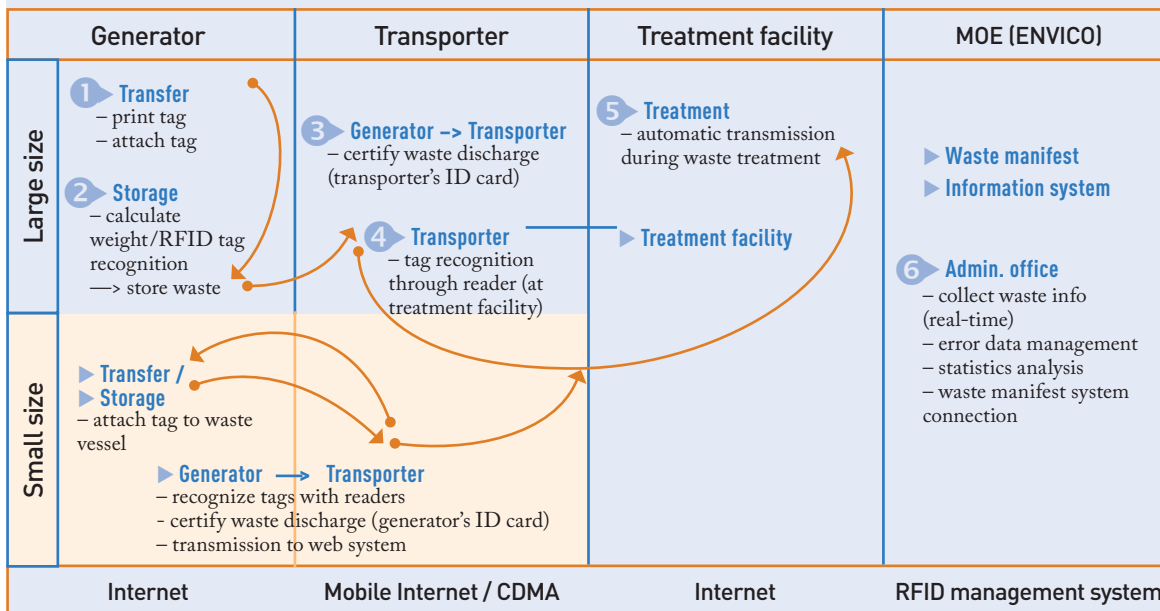 Generator
Transporter
Treatment facility
MOE (ENVICO)
Large size
1 Transfer
– print tag
– attach tag
2 Storage
– calculate
weight/RFID tag
recognition
—> store waste
3 Generator –> Transporter
– certify waste discharge
(transporter's ID card)
4 Transporter
– tag recognition
through reader (at
treatment facility)
5 Treatment
– automatic transmission
during waste treatment
Treatment facility
Waste manifest
Information system
6 Admin. office
– collect waste info
(real-time)
– error data management
– statistics analysis
– waste manifest system
connection
Small size
Transfer /
Storage
– attach tag to waste
vessel
Generator —> Transporter
– recognize tags with readers
- certify waste discharge (generator's ID card)
– transmission to web system
Internet
Mobile Internet / CDMA
Internet
RFID management system